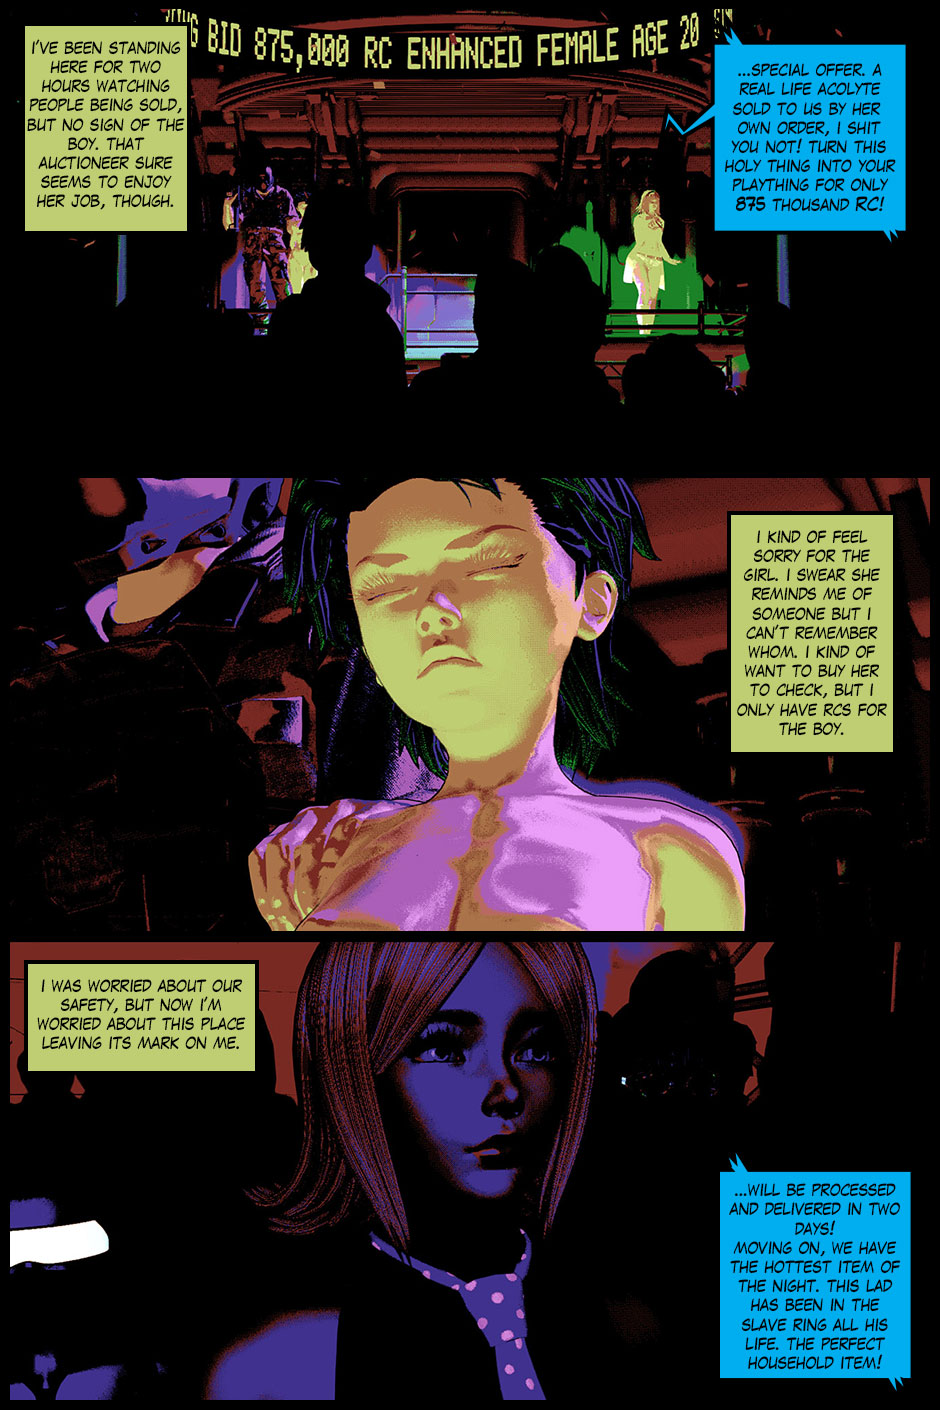 BID 875,000 RC ENHANCED FEMALE AGE 20
I'VE BEEN STANDING
HERE FOR TWO
HOURS WATCHING
PEOPLE BEING SOLD,
BUT NO SIGN OF THE
BOY. THAT
AUCTIONEER SURE
SEEMS TO ENJOY
HER JOB, THOUGH.
...SPECIAL OFFER. A
REAL LIFE ACOLYTE
SOLD TO US BY HER
OWN ORDER, I SHIT
YOU NOT! TURN THIS
HOLY THING INTO YOUR
PLAYTHING FOR ONLY
875 THOUSAND RC!
I KIND OF FEEL
SORRY FOR THE
GIRL. I SWEAR SHE
REMINDS ME OF
SOMEONE BUT I
CAN'T REMEMBER
WHOM. I KIND OF
WANT TO BUY HER
TO CHECK, BUT I
ONLY HAVE RCS FOR
THE BOY.
I WAS WORRIED ABOUT OUR
SAFETY, BUT NOW I'M
WORRIED ABOUT THIS PLACE
LEAVING ITS MARK ON ME.
...WILL BE PROCESSED
AND DELIVERED IN TWO
DAYS!
MOVING ON, WE HAVE
THE HOTTEST ITEM OF
THE NIGHT. THIS LAD
HAS BEEN IN THE
SLAVE RING ALL HIS
LIFE. THE PERFECT
HOUSEHOLD ITEM!